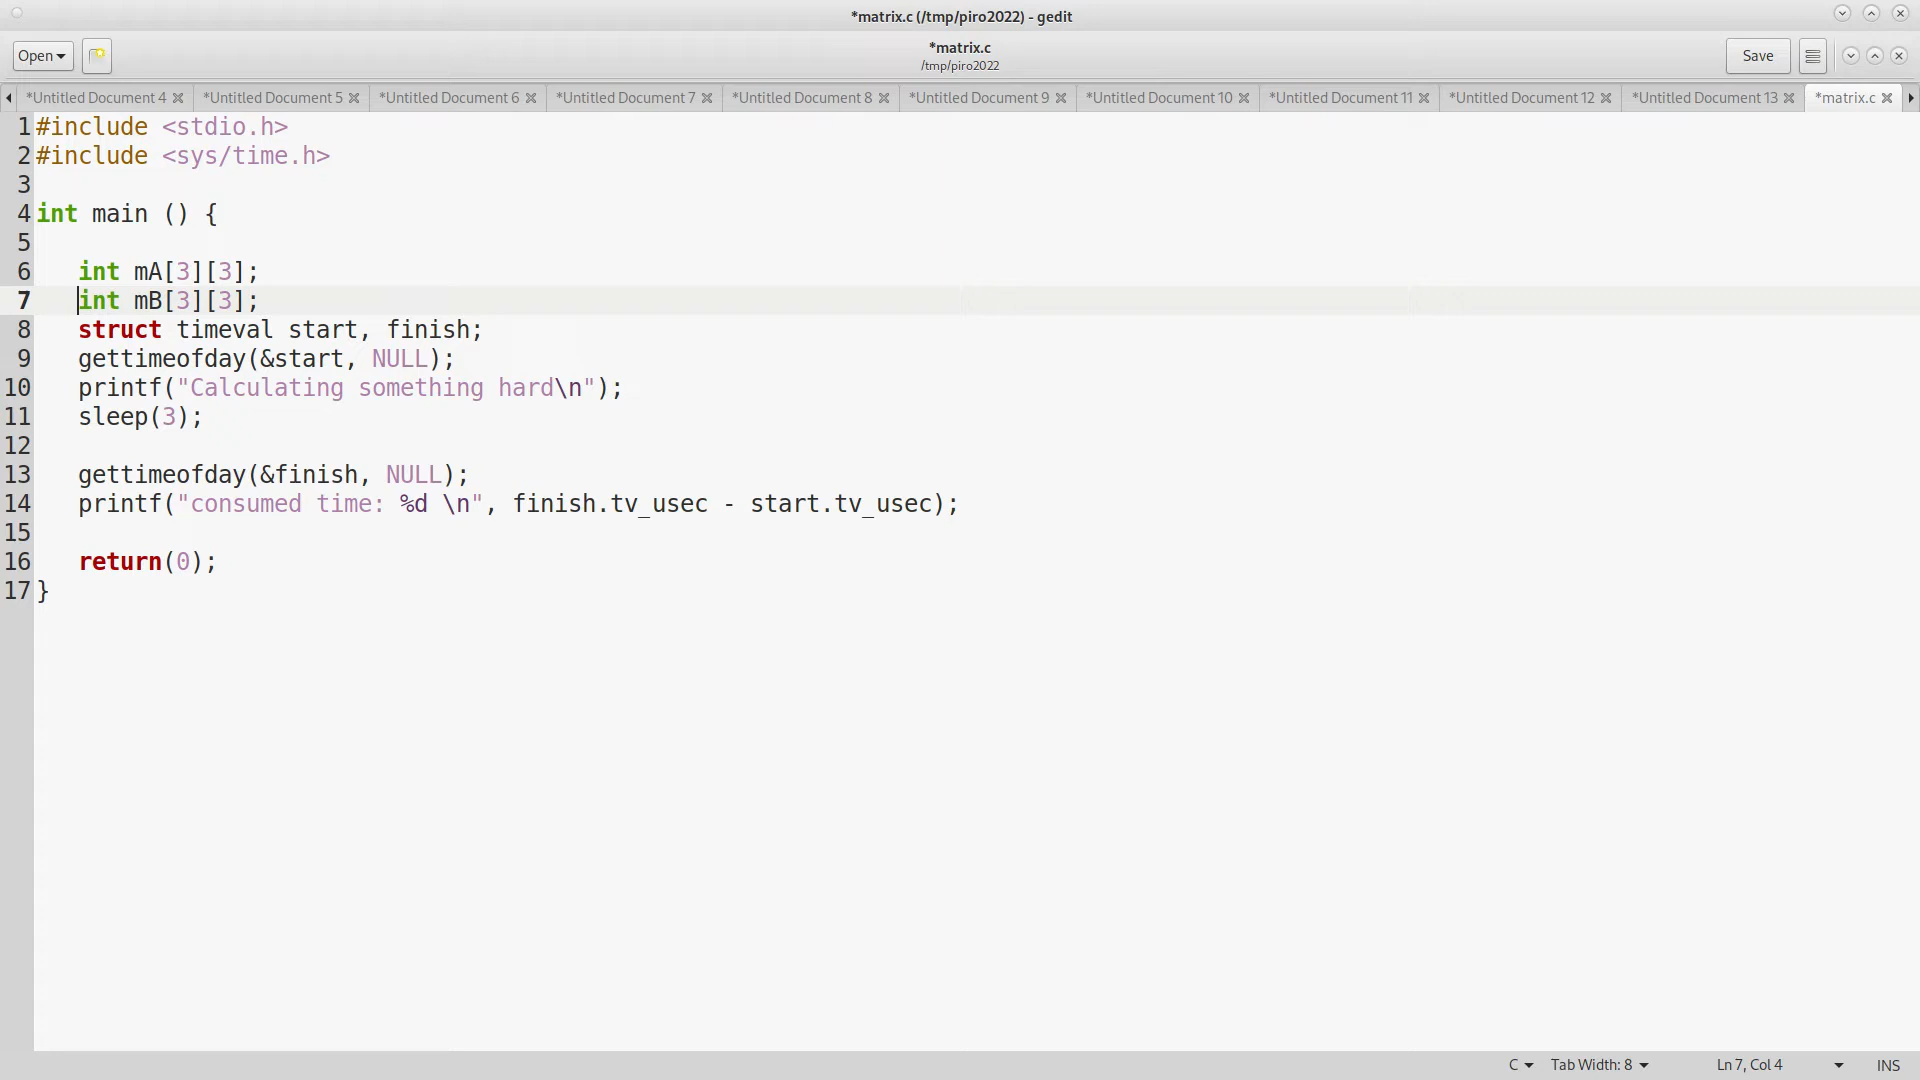 *matrix.c (/tmp/piro2022) - gedit
Open
*matrix.c
/tmp/piro2022
Save
*Untitled Document 4 *Untitled Document 5 *Untitled Document 6 *Untitled Document 7 *Untitled Document 8 *Untitled Document 9 *Untitled Document 10 *Untitled Document 11 *Untitled Document 12 *Untitled Document 13 *matrix.c
1 #include <stdio.h>
2 #include <sys/time.h>
3
4 int main () {
5
6    int mA[3][3];
7    int mB[3][3];
8    struct timeval start, finish;
9    gettimeofday(&start, NULL);
10    printf("Calculating something hard\n");
11    sleep(3);
12
13    gettimeofday(&finish, NULL);
14    printf("consumed time: %d \n", finish.tv_usec - start.tv_usec);
15
16    return(0);
17 }
C Tab Width: 8 Ln 7, Col 4 INS